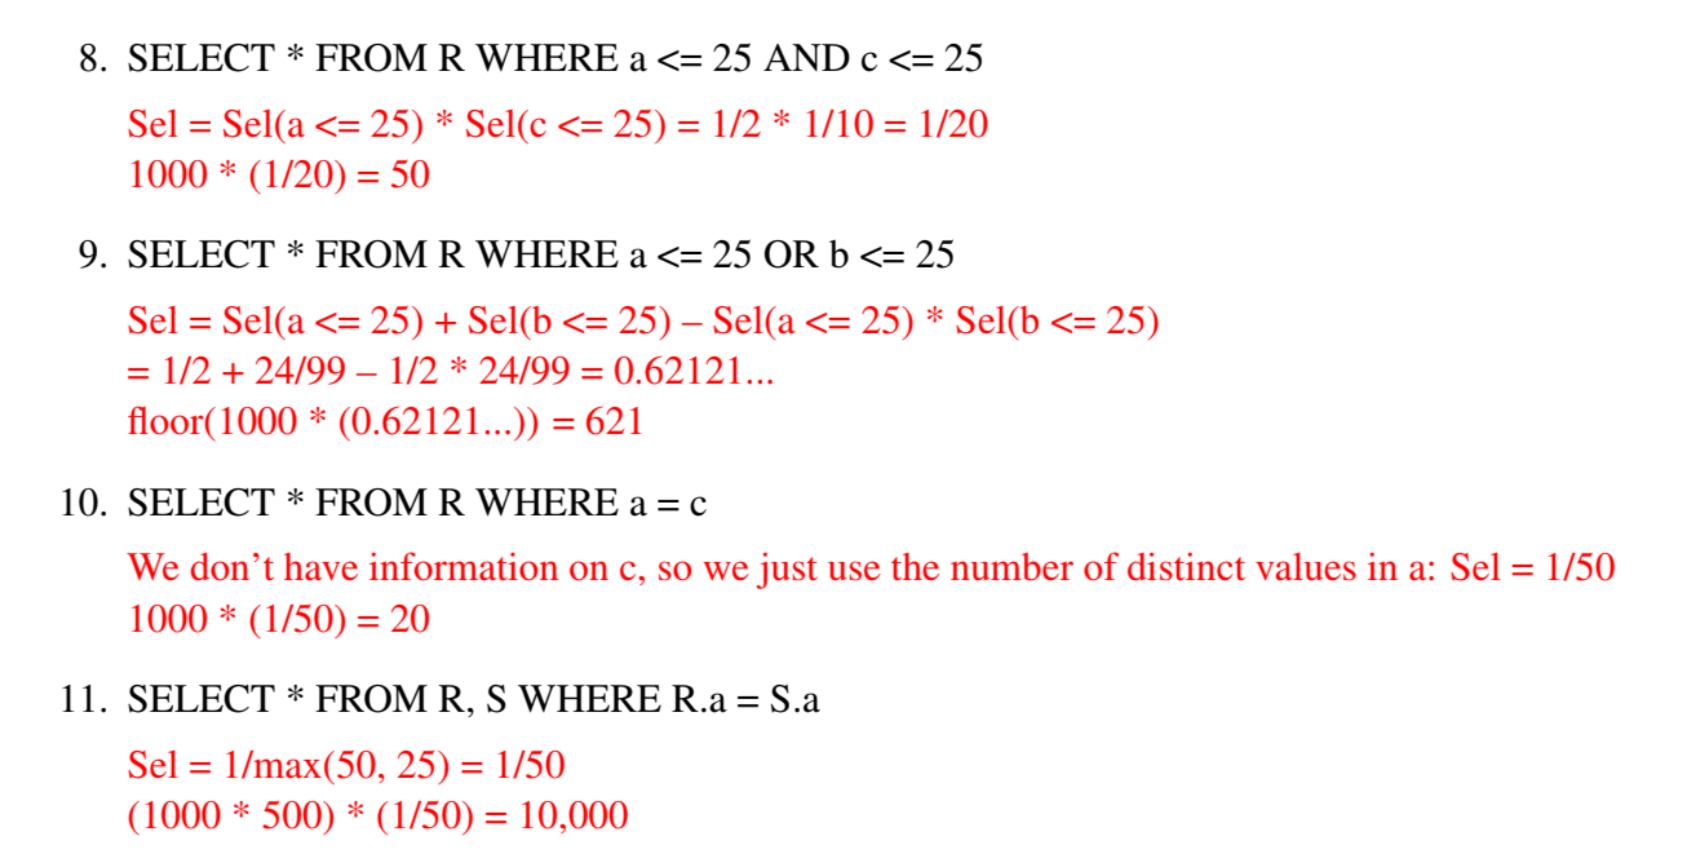 8. SELECT * FROM R WHERE a <= 25 AND c <= 25
Sel = Sel(a <= 25) * Sel(c <= 25) = 1/2 * 1/10 = 1/20
1000 * (1/20) = 50
9. SELECT * FROM R WHERE a <= 25 OR b <= 25
Sel = Sel(a <= 25) + Sel(b <= 25) – Sel(a <= 25) * Sel(b <= 25)
= 1/2 + 24/99 – 1/2 * 24/99 = 0.62121...
floor(1000 * (0.62121...)) = 621
10. SELECT * FROM R WHERE a = c
We don’t have information on c, so we just use the number of distinct values in a: Sel = 1/50
1000 * (1/50) = 20
11. SELECT * FROM R, S WHERE R.a = S.a
Sel = 1/max(50, 25) = 1/50
(1000 * 500) * (1/50) = 10,000